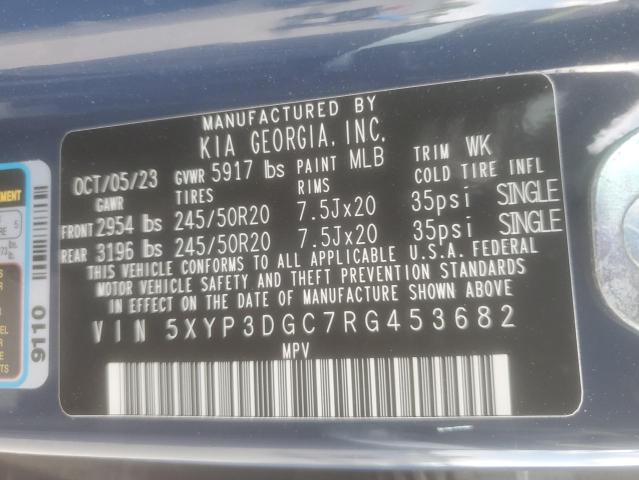 MANUFACTURED BY
KIA GEORGIA, INC.
OCT/05/23 GVWR 5917 lbs PAINT MLB TRIM WK
GAWR TIRES RIMS COLD TIRE INFL
FRONT 2954 lbs 245/50R20 7.5Jx20 35psi SINGLE
REAR 3196 lbs 245/50R20 7.5Jx20 35psi SINGLE
THIS VEHICLE CONFORMS TO ALL APPLICABLE U.S.A. FEDERAL
MOTOR VEHICLE SAFETY AND THEFT PREVENTION STANDARDS
IN EFFECT ON THE DATE OF MANUFACTURE SHOWN ABOVE
VIN 5XYP3DGC7RG453682
MPV
9110